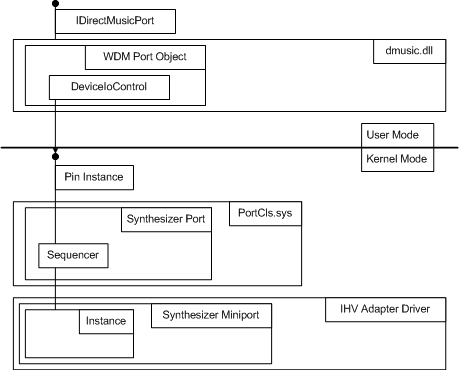 IDirectMusicPort
dmusic.dll
WDM Port Object
DeviceIoControl
User Mode
Kernel Mode
Pin Instance
PortCls.sys
Synthesizer Port
Sequencer
IHV Adapter Driver
Synthesizer Miniport
Instance